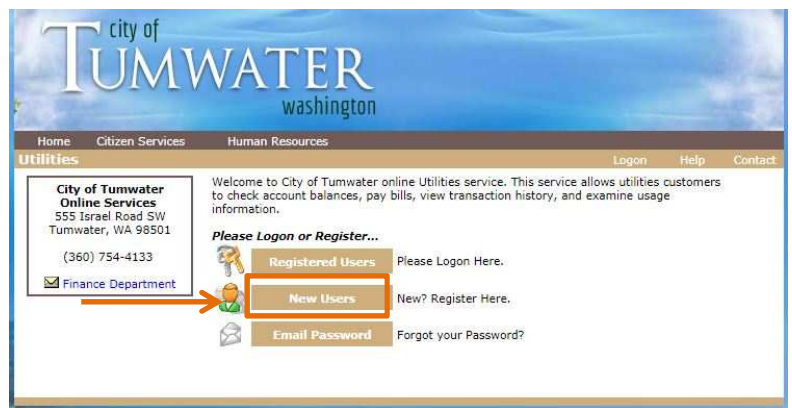 city of
TUMWATER
washington
Home Citizen Services Human Resources
Utilities Logon Help Contact
City of Tumwater
Online Services
555 Israel Road SW
Tumwater, WA 98501
(360) 754-4133
Finance Department
Welcome to City of Tumwater online Utilities service. This service allows utilities customers
to check account balances, pay bills, view transaction history, and examine usage
information.
Please Logon or Register...
Registered Users Please Logon Here.
New Users New? Register Here.
Email Password Forgot your Password?